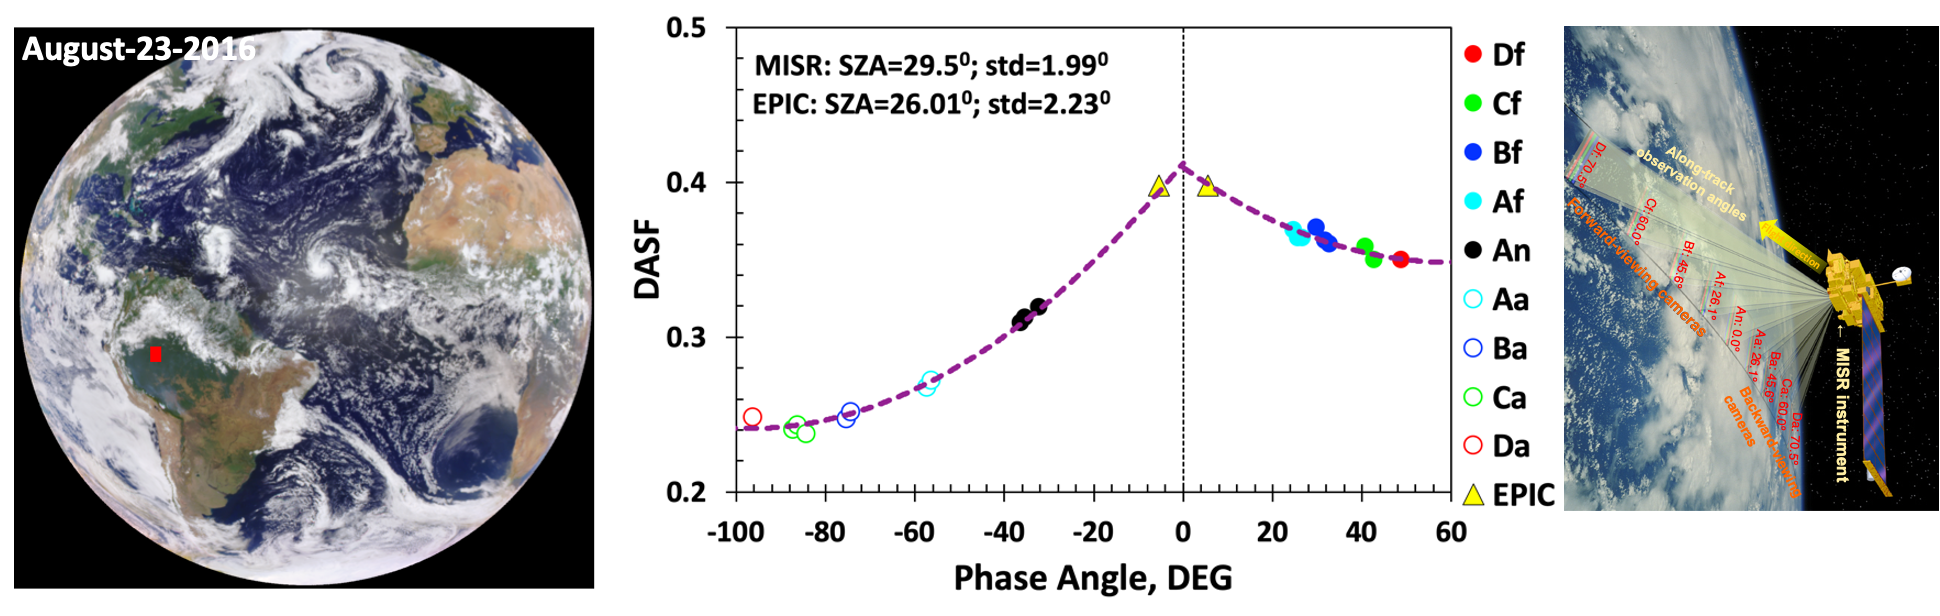 August-23-2016
0.5
0.4
0.3
0.2
DASF
MISR: SZA=29.5⁰; std=1.99⁰
EPIC: SZA=26.01⁰; std=2.23⁰
-100 -80 -60 -40 -20 0 20 40 60
Phase Angle, DEG
Df
Cf
Bf
Af
An
Aa
Ba
Ca
Da
EPIC
Along-track
observation angles
Df: 70.5°
Cf: 60.0°
Bf: 45.6°
Af: 26.1°
An: 0.0°
Aa: 26.1°
Ba: 45.6°
Ca: 60.0°
Da: 70.5°
Forward-viewing cameras
Backward-viewing
cameras
← MISR instrument